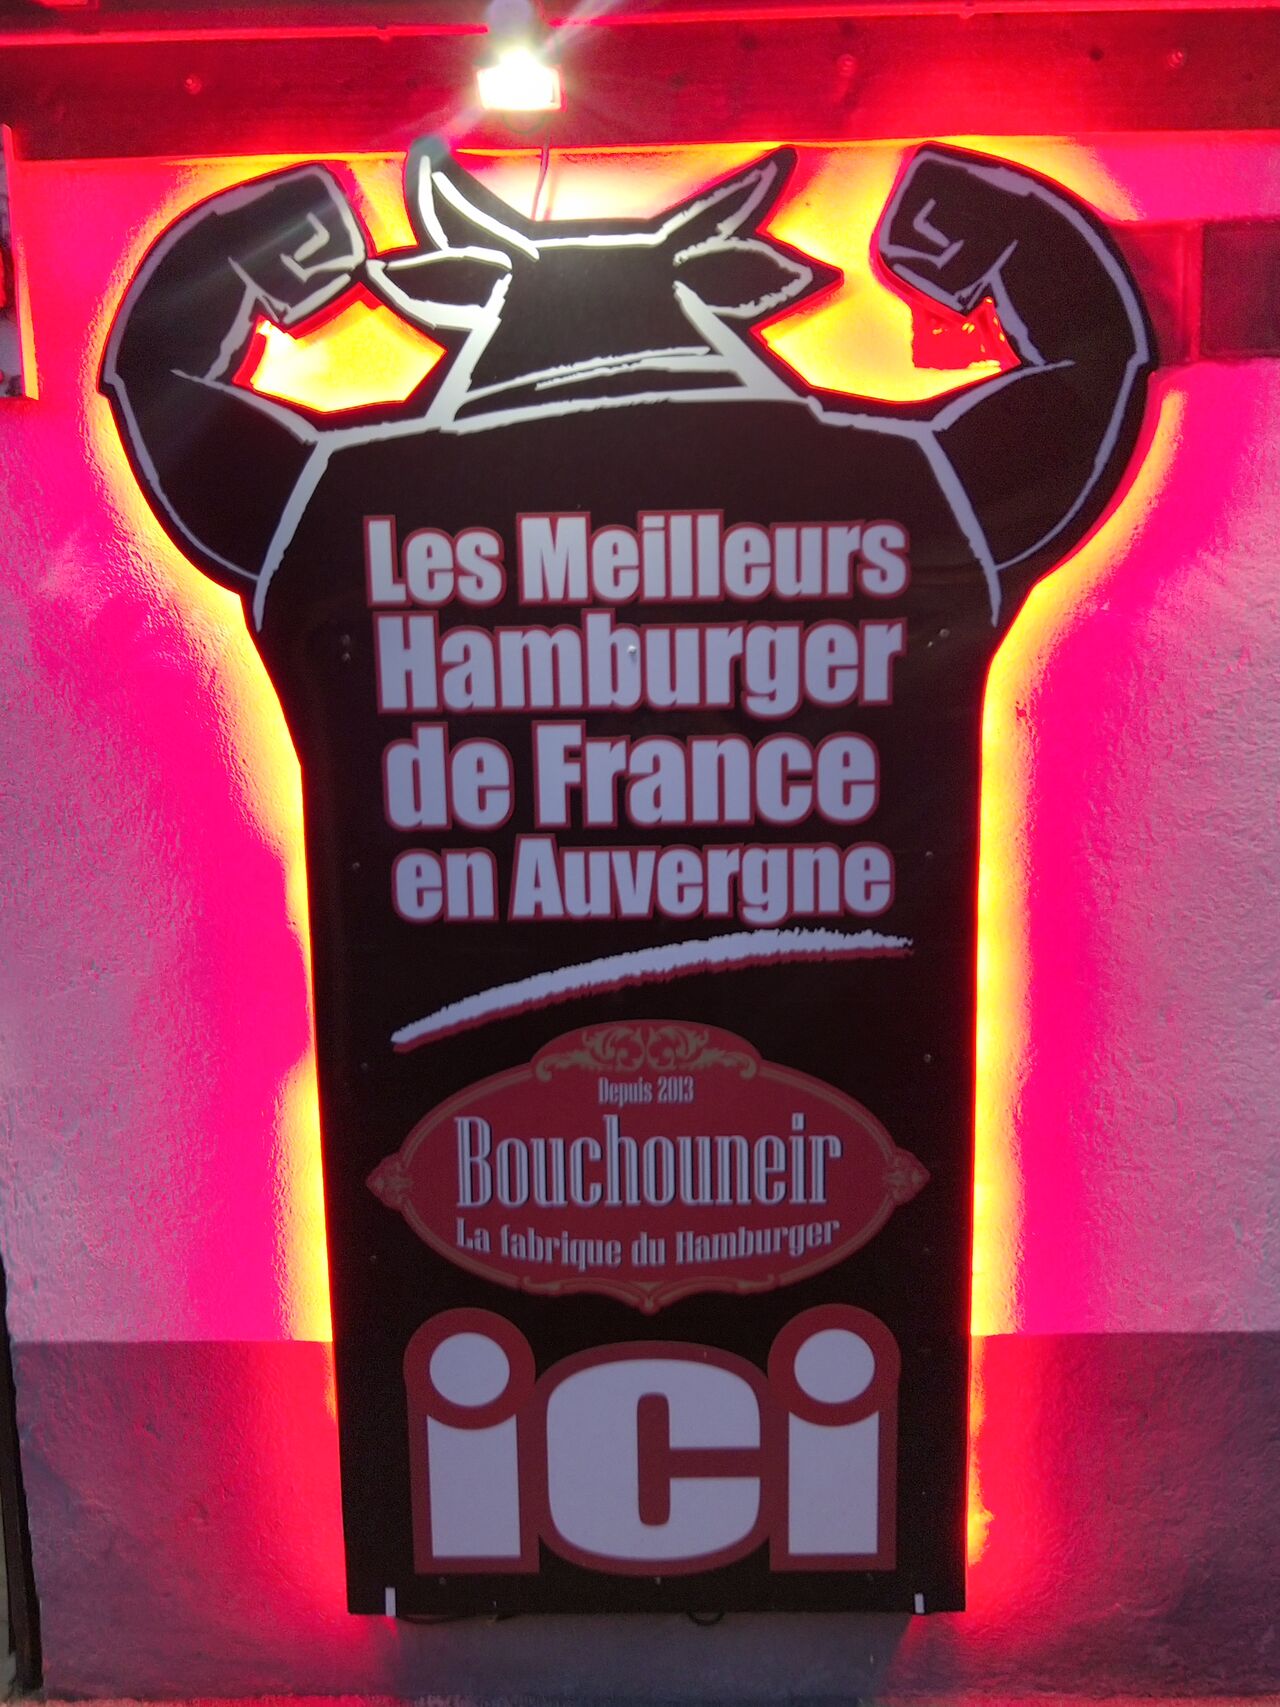 Les Meilleurs
Hamburger
de France
en Auvergne
Depuis 2013
Bouchouneir
La fabrique du Hamburger
ici